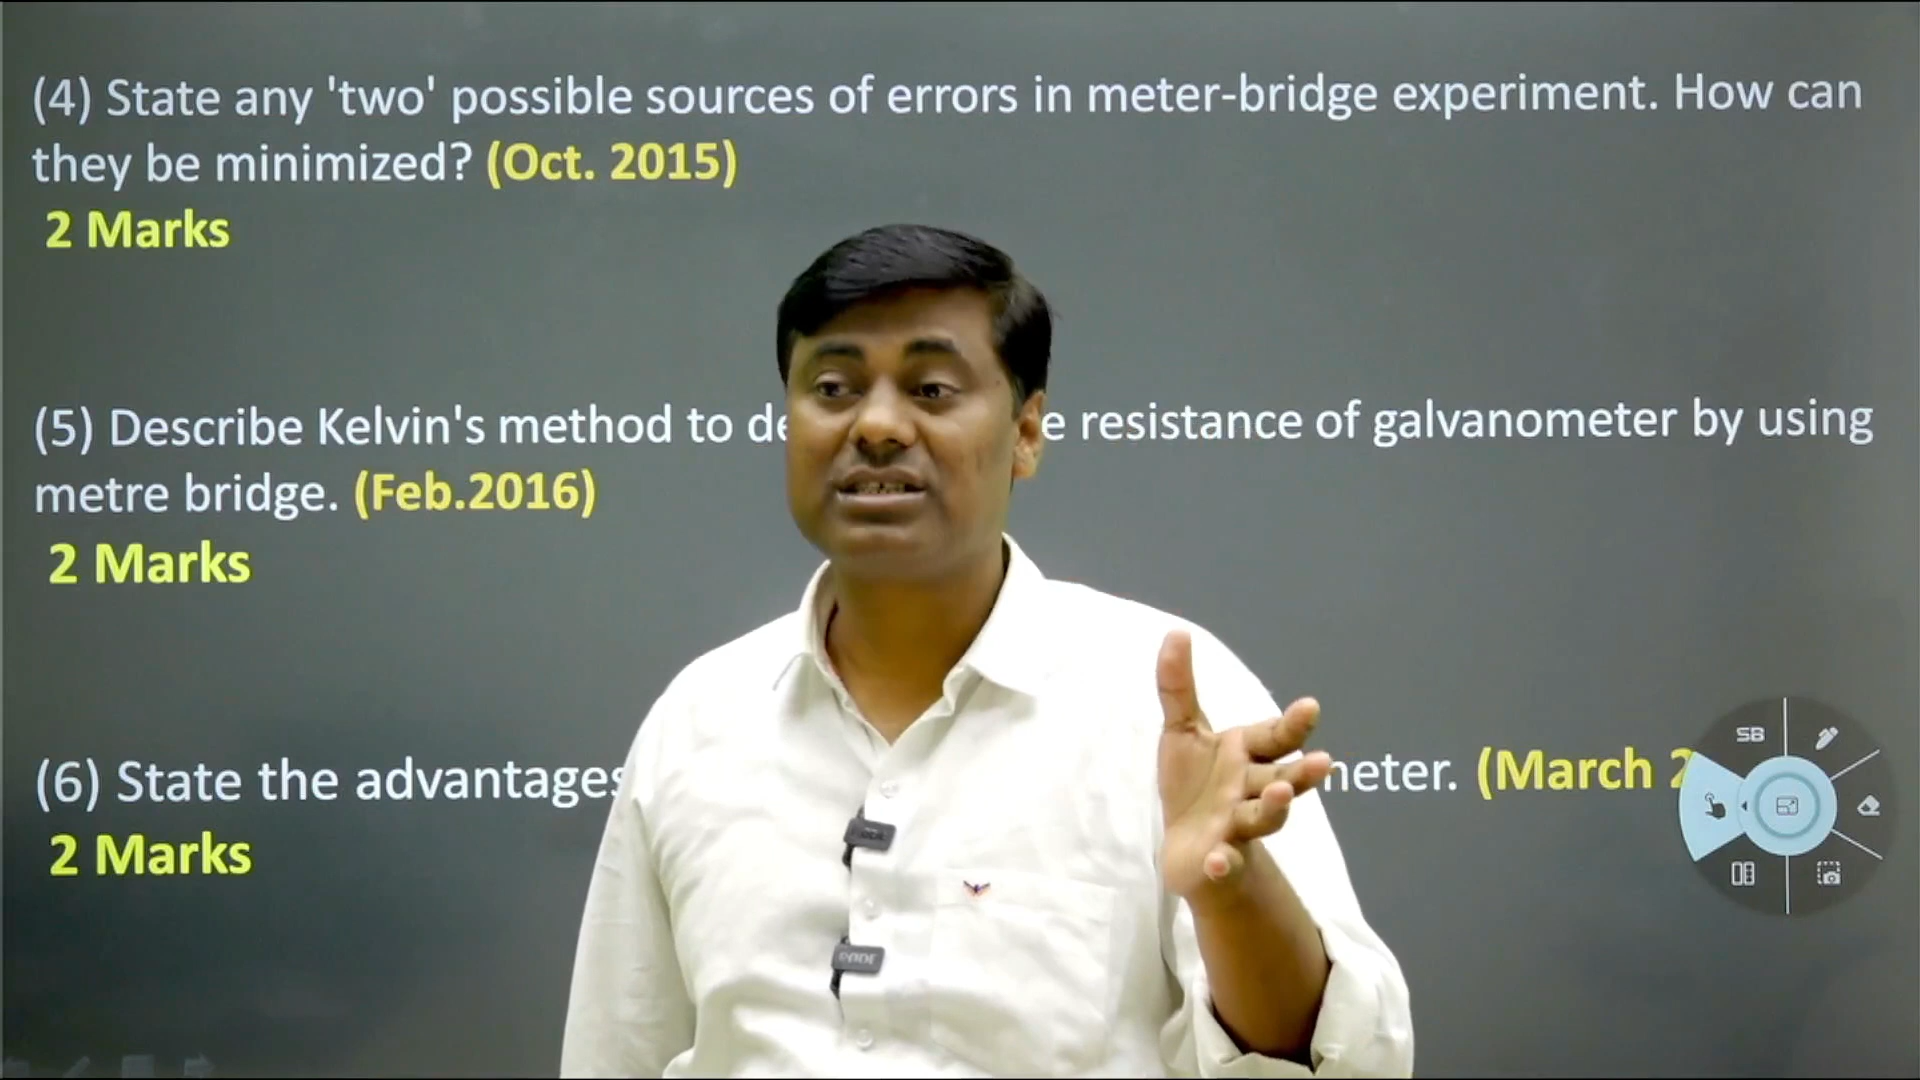 (4) State any 'two' possible sources of errors in meter-bridge experiment. How can
they be minimized? (Oct. 2015)
2 Marks
(5) Describe Kelvin's method to resistance of galvanometer by using
metre bridge. (Feb.2016)
2 Marks
(6) State the advantages (March
2 Marks
SB